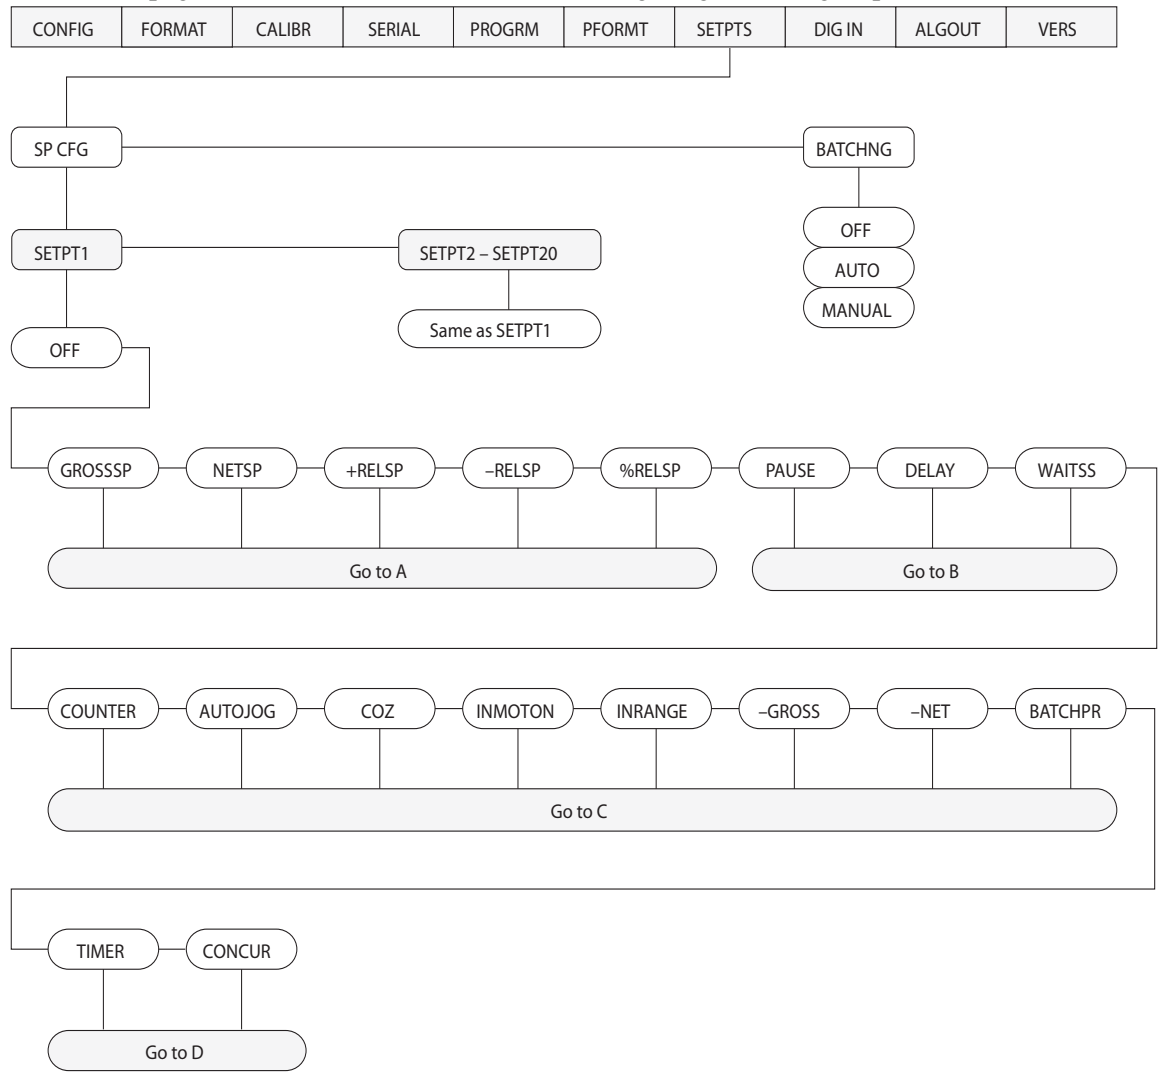 CONFIG FORMAT CALIBR SERIAL PROGRM PFORMT SETPTS DIG IN ALGOUT VERS
SP CFG BATCHNG
OFF
SETPT1 SETPT2 – SETPT20
AUTO
MANUAL
Same as SETPT1
OFF
GROSSSP NETSP +RELSP –RELSP %RELSP PAUSE DELAY WAITSS
Go to A Go to B
COUNTER AUTOJOG COZ INMOTON INRANGE –GROSS –NET BATCHPR
Go to C
TIMER CONCUR
Go to D